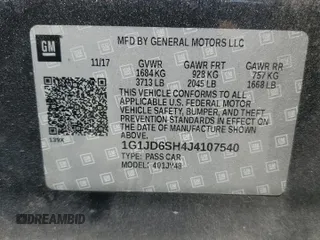 GM
MFD BY GENERAL MOTORS LLC
11/17 GVWR GAWR FRT GAWR RR
1684 KG 928 KG 757 KG
3713 LB 2045 LB 1668 LB
THIS VEHICLE CONFORMS TO ALL
APPLICABLE U.S. FEDERAL MOTOR
VEHICLE SAFETY, BUMPER, AND THEFT
PREVENTION STANDARDS IN EFFECT ON
THE DATE OF MANUFACTURE SHOWN
ABOVE.
139X
1G1JD6SH4J4107540
TYPE: PASS CAR
MODEL:
DREAMBID